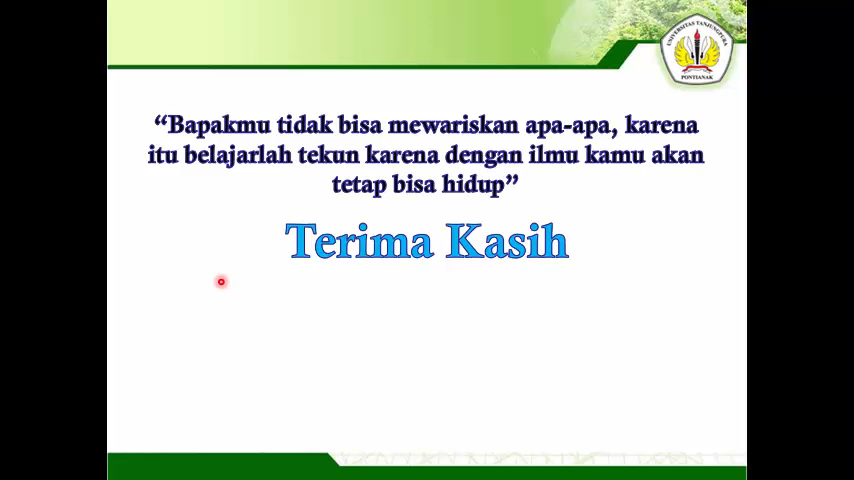 UNIVERSITAS TANJUNGPURA
PONTIANAK
“Bapakmu tidak bisa mewariskan apa-apa, karena
itu belajarlah tekun karena dengan ilmu kamu akan
tetap bisa hidup”
Terima Kasih